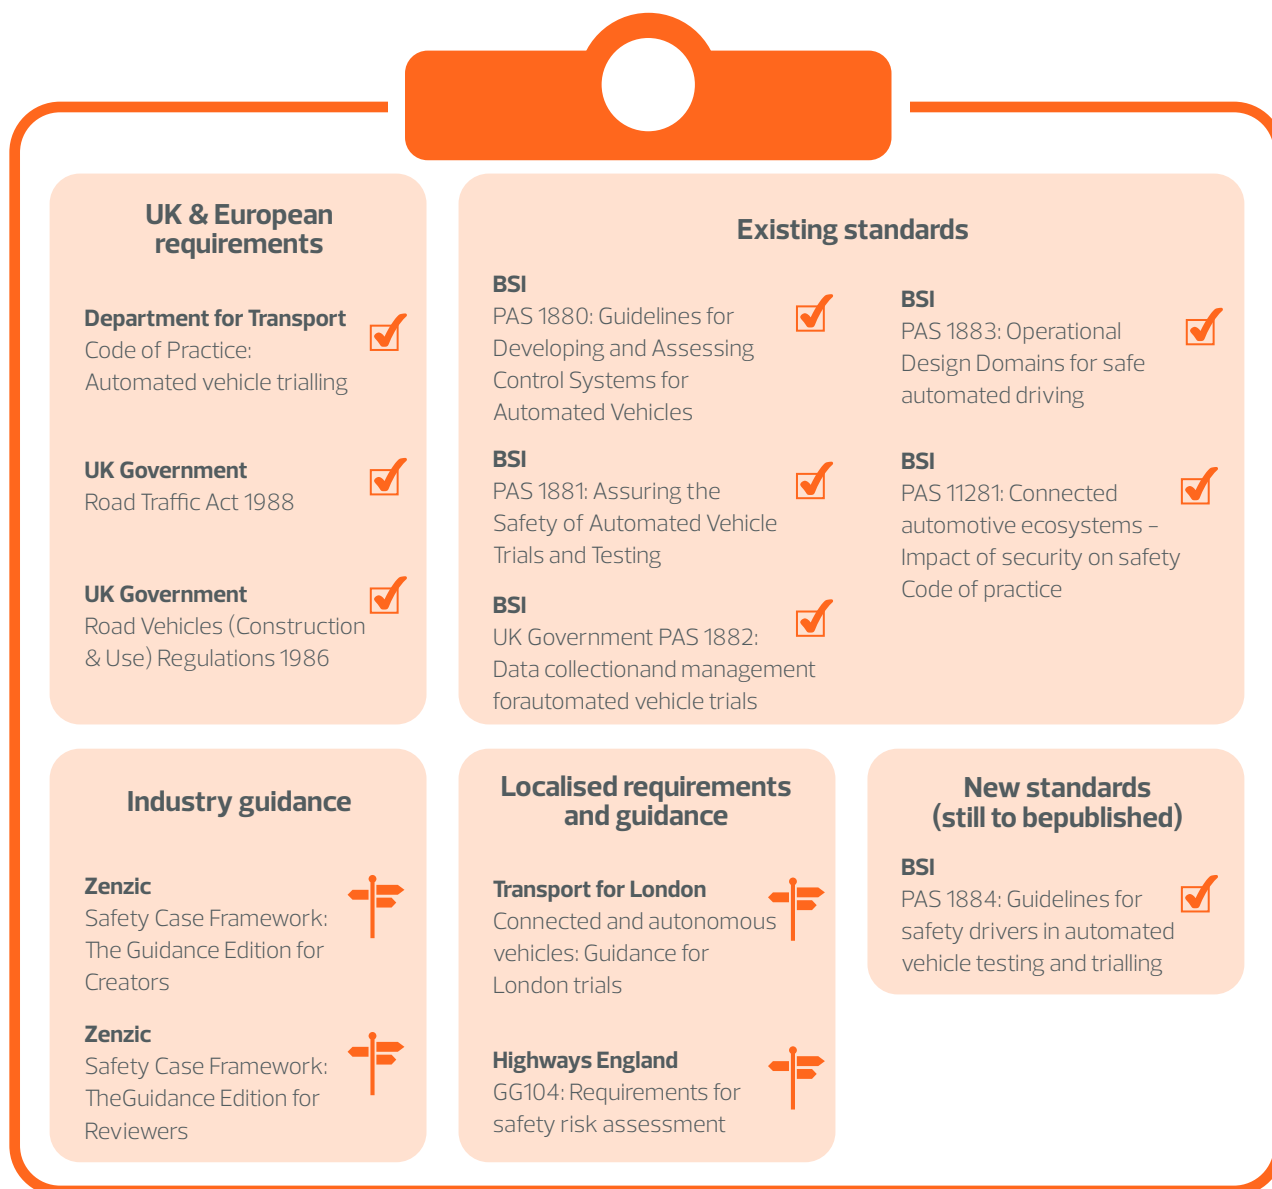 UK & European
requirements
Department for Transport
Code of Practice:
Automated vehicle trialling
UK Government
Road Traffic Act 1988
UK Government
Road Vehicles (Construction
& Use) Regulations 1986
Existing standards
BSI
PAS 1880: Guidelines for
Developing and Assessing
Control Systems for
Automated Vehicles
BSI
PAS 1881: Assuring the
Safety of Automated Vehicle
Trials and Testing
BSI
UK Government PAS 1882:
Data collectionand management
forautomated vehicle trials
BSI
PAS 1883: Operational
Design Domains for safe
automated driving
BSI
PAS 11281: Connected
automotive ecosystems –
Impact of security on safety
Code of practice
Industry guidance
Zenzic
Safety Case Framework:
The Guidance Edition for
Creators
Zenzic
Safety Case Framework:
TheGuidance Edition for
Reviewers
Localised requirements
and guidance
Transport for London
Connected and autonomous
vehicles: Guidance for
London trials
Highways England
GG104: Requirements for
safety risk assessment
New standards
(still to bepublished)
BSI
PAS 1884: Guidelines for
safety drivers in automated
vehicle testing and trialling